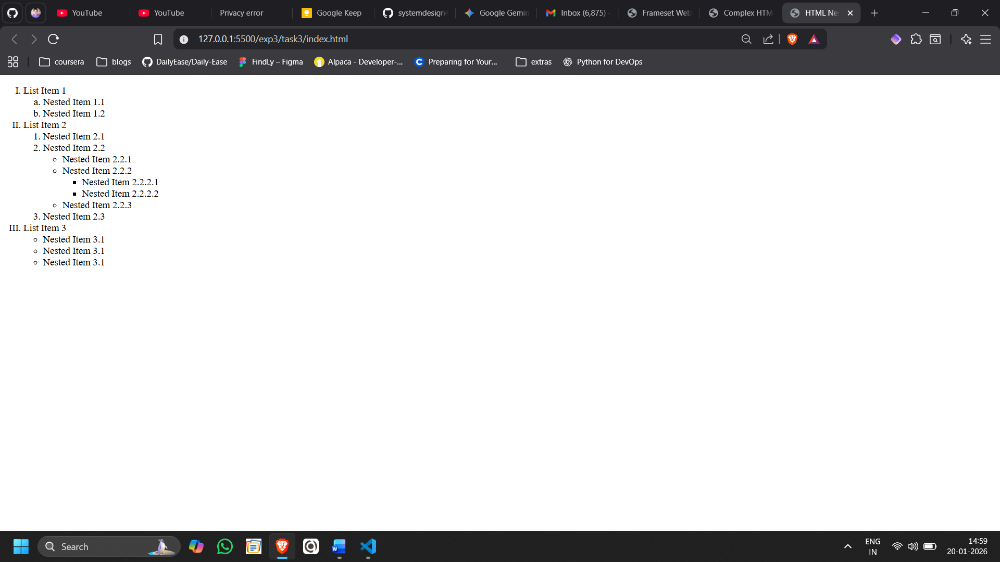 YouTube YouTube Privacy error Google Keep systemdesign Google Gemin Inbox (6,875) - Frameset Web Complex HTM HTML Ne
127.0.0.1:5500/exp3/task3/index.html
coursera blogs DailyEase/Daily-Ease FindLy – Figma Alpaca - Developer-... Preparing for Your... extras Python for DevOps
I. List Item 1
a. Nested Item 1.1
b. Nested Item 1.2
II. List Item 2
1. Nested Item 2.1
2. Nested Item 2.2
Nested Item 2.2.1
Nested Item 2.2.2
Nested Item 2.2.2.1
Nested Item 2.2.2.2
Nested Item 2.2.3
3. Nested Item 2.3
III. List Item 3
Nested Item 3.1
Nested Item 3.1
Nested Item 3.1
Search
ENG
IN
14:59
20-01-2026